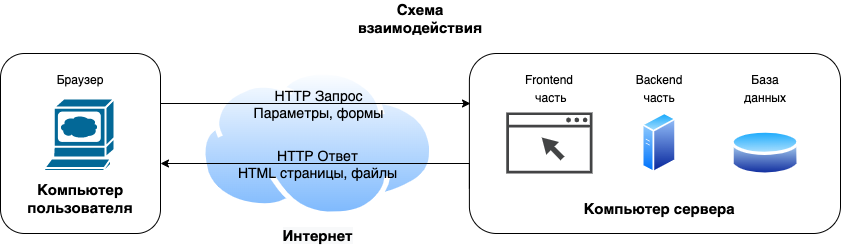 Схема
взаимодействия
Браузер
Компьютер
пользователя
HTTP Запрос
Параметры, формы
HTTP Ответ
HTML страницы, файлы
Интернет
Frontend
часть
Backend
часть
База
данных
Компьютер сервера